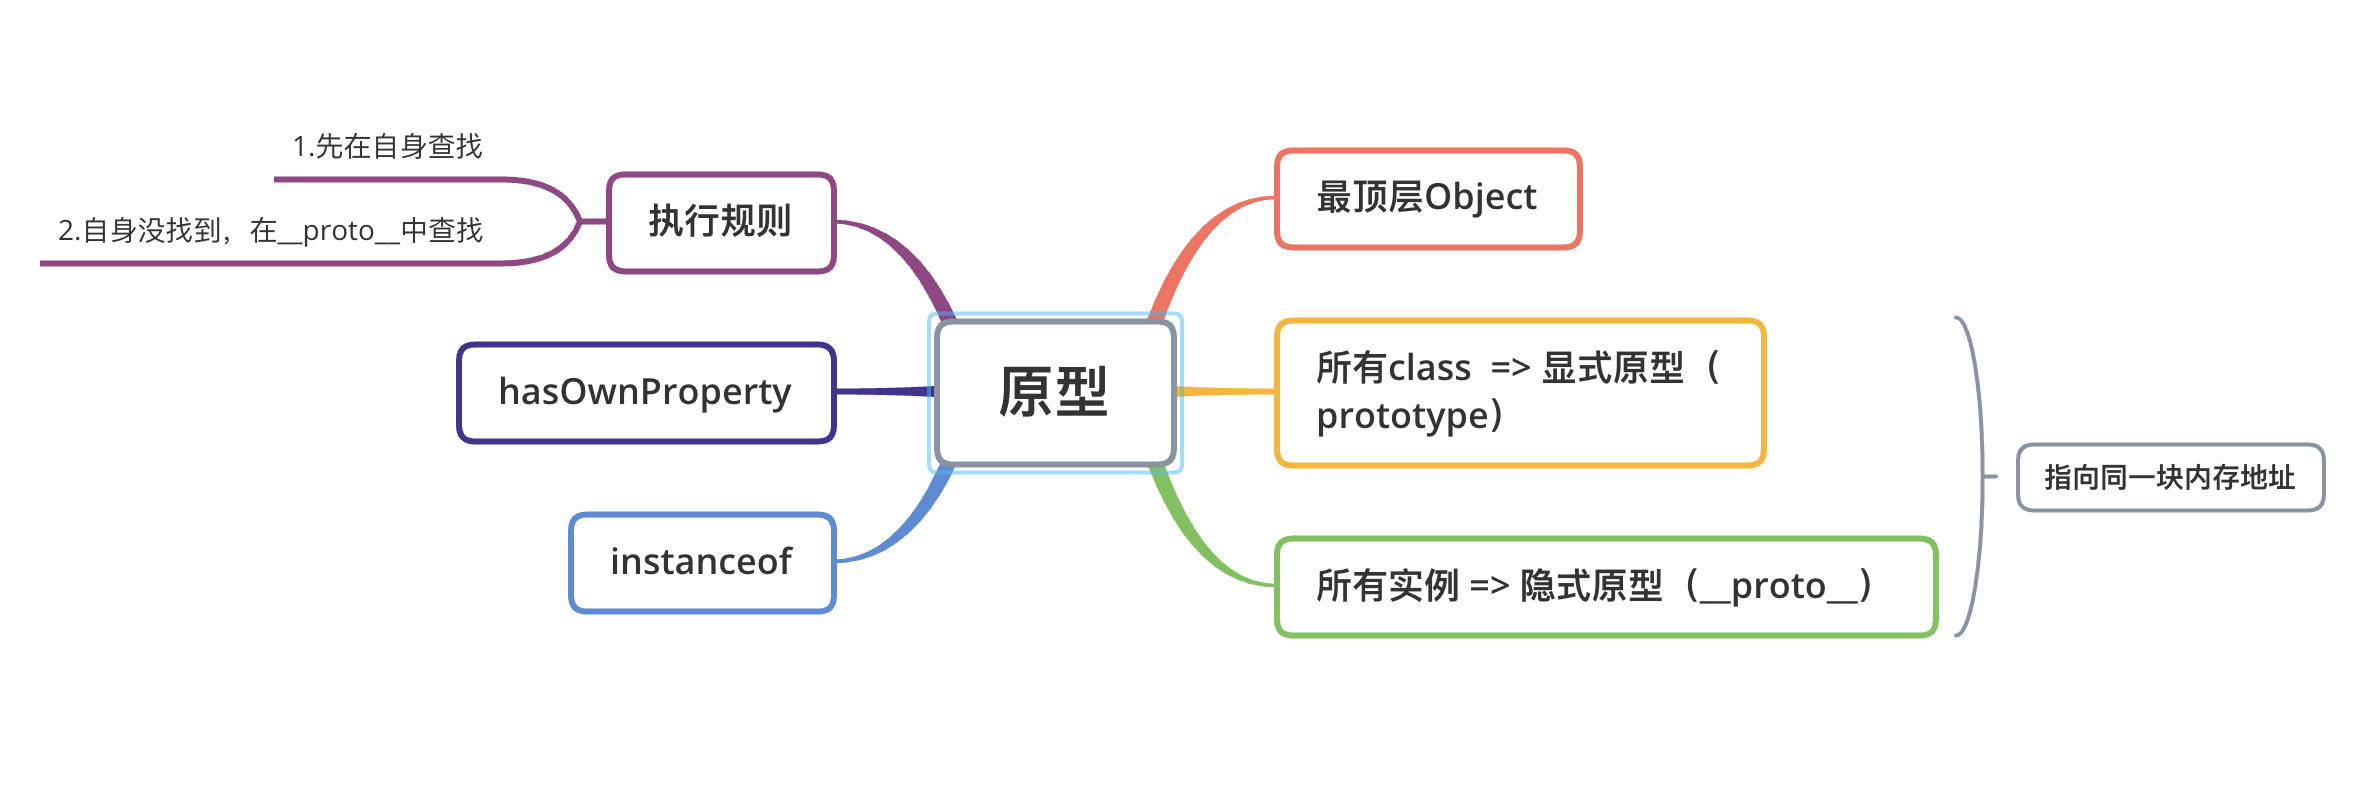 原型
最顶层Object
所有class  => 显式原型（
prototype）
所有实例 => 隐式原型（__proto__）
指向同一块内存地址
执行规则
1.先在自身查找
2.自身没找到，在__proto__中查找
hasOwnProperty
instanceof